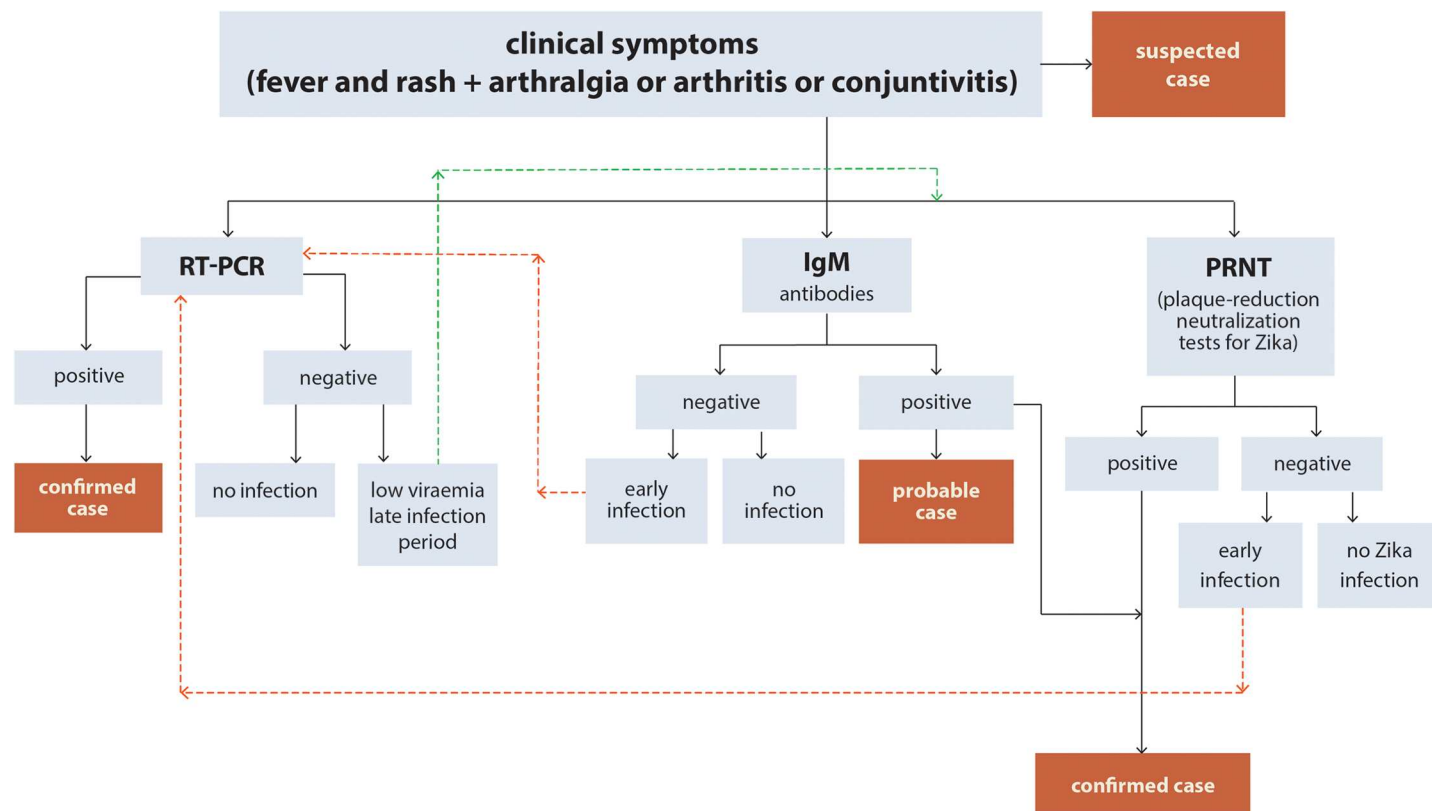 clinical symptoms
(fever and rash + arthralgia or arthritis or conjuntivitis)
suspected
case
RT-PCR
positive
confirmed
case
negative
no infection
low viraemia
late infection
period
IgM
antibodies
negative
early
infection
no
infection
positive
probable
case
PRNT
(plaque-reduction
neutralization
tests for Zika)
positive
negative
early
infection
no Zika
infection
confirmed case